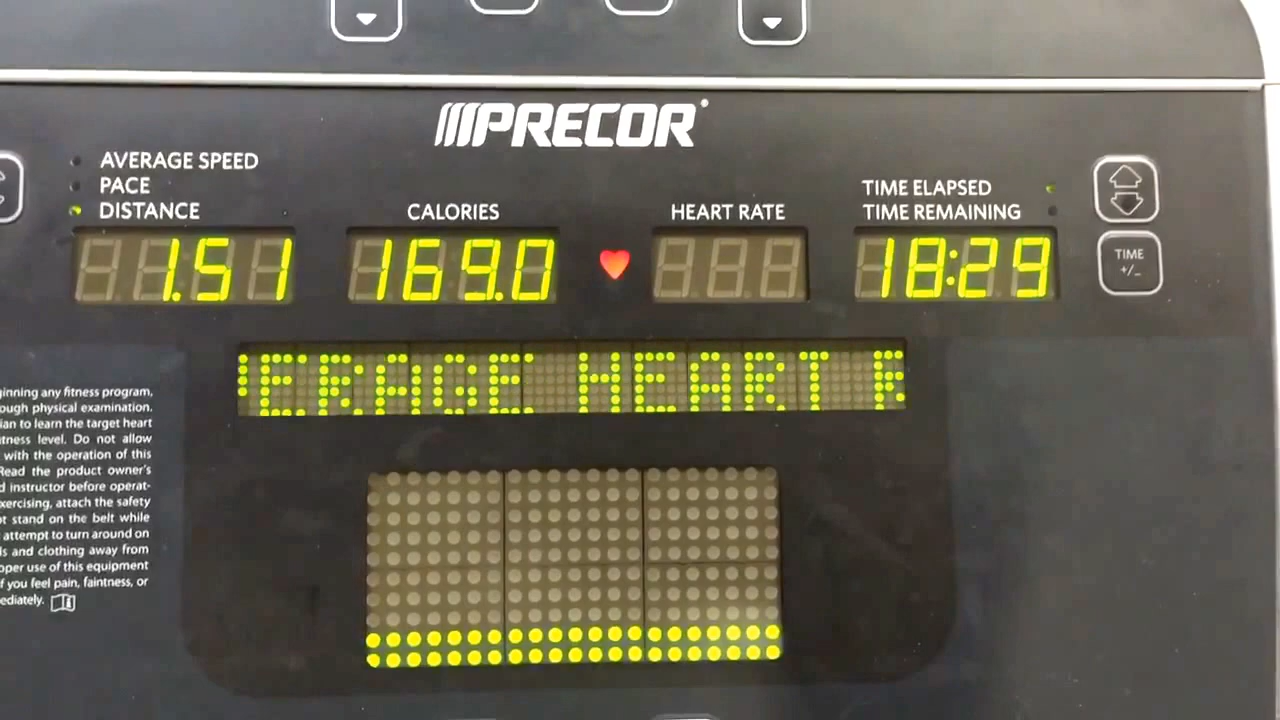 PRECOR
AVERAGE SPEED
PACE
DISTANCE
CALORIES
HEART RATE
TIME ELAPSED
TIME REMAINING
1.51
169.0
18:29
TIME
+/_
ERAGE HEART R
ginning any fitness program,
ough physical examination.
ian to learn the target heart
tness level. Do not allow
with the operation of this
Read the product owner's
d instructor before operat-
xercising, attach the safety
ot stand on the belt while
attempt to turn around on
ls and clothing away from
oper use of this equipment
f you feel pain, faintness, or
ediately.